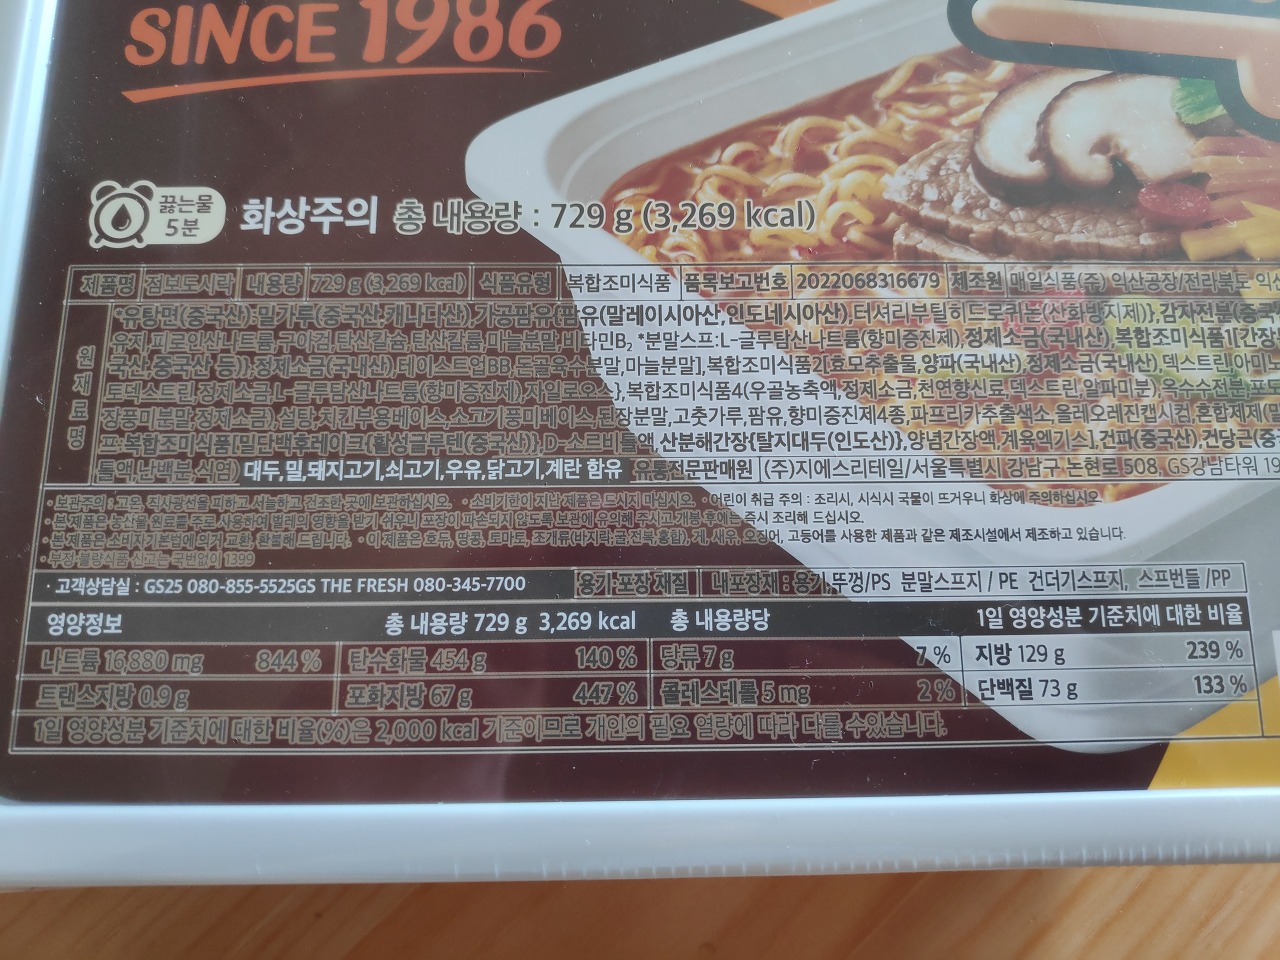 SINCE 1986
끓는물
5분
화상주의 총 내용량 : 729 g (3,269 kcal)
제품명 점보도시락 내용량 729 g (3,269 kcal) 식품유형 복합조미식품 품목보고번호 2022068316679 제조원 매일식품(주) 익산공장/전라북도
원재료명
*유탕면(중국산):밀가루(중국산,캐나다산),가공팜유{팜유(말레이시아산,인도네시아산),터셔리부틸히드로퀴논(산화방지제)},감자전분(중국
유지,피로인산나트륨,구아검,탄산칼슘,탄산칼륨,마늘분말,비타민B, *분말스프:L-글루탐산나트륨(향미증진제),정제소금(국내산),복합조미식품1[간장
국산,중국산 등)},정제소금(국내산),테이스트업BB,돈골육수분말,마늘분말],복합조미식품2[효모추출물,양파(국내산),정제소금(국내산),덱스트린,아미
토덱스트린,정제소금,L-글루탐산나트륨(향미증진제),자일로오스},복합조미식품4(우골농축액,정제소금,천연향신료,덱스트린,알파미분),옥수수전분,포도
장풍미분말,정제소금),설탕,치킨부용베이스,소고기풍미베이스,된장분말,고춧가루,팜유,향미증진제4종,파프리카추출색소,올레오레진캡시컴,혼합제제(밀
프:복합조미식품[밀단백후레이크{활성글루텐(중국산)},D-소르비톨액,산분해간장{탈지대두(인도산)},양념간장액,계육엑기스],건파(중국산),건당근(중
톨액,난백분,식염) 대두,밀,돼지고기,쇠고기,우유,닭고기,계란 함유 유통전문판매원 (주)지에스리테일/서울특별시 강남구 논현로 508, GS강남타워 19
· 보관주의 : 고온, 직사광선을 피하고 서늘하고 건조한 곳에 보관하십시오. · 소비기한이 지난 제품은 드시지 마십시오. · 어린이 취급 주의 : 조리시, 시식시 국물이 뜨거우니 화상에 주의하십시오.
· 본 제품은 농산물 원료를 주로 사용하여 벌레의 영향을 받기 쉬우니 포장이 파손되지 않도록 보관에 유의해 주시고 개봉 후에는 즉시 조리해 드십시오.
· 본 제품은 소비자기본법에 의거 교환, 환불해 드립니다. · 이 제품은 호두, 땅콩, 토마토, 조개류(바지락,굴,전복,홍합), 게, 새우, 오징어, 고등어를 사용한 제품과 같은 제조시설에서 제조하고 있습니다.
· 부정·불량식품 신고는 국번없이 1399
· 고객상담실 : GS25 080-855-5525GS THE FRESH 080-345-7700 용기·포장 재질 내포장재 : 용기,뚜껑/PS 분말스프지 / PE 건더기스프지, 스프번들 /PP
영양정보 총 내용량 729 g 3,269 kcal 총 내용량당 1일 영양성분 기준치에 대한 비율
나트륨 16,880 mg 844 % 탄수화물 454 g 140 % 당류 7 g 7 % 지방 129 g 239 %
트랜스지방 0.9 g 포화지방 67 g 447 % 콜레스테롤 5 mg 2 % 단백질 73 g 133 %
1일 영양성분 기준치에 대한 비율(%)은 2,000 kcal 기준이므로 개인의 필요 열량에 따라 다를 수있습니다.